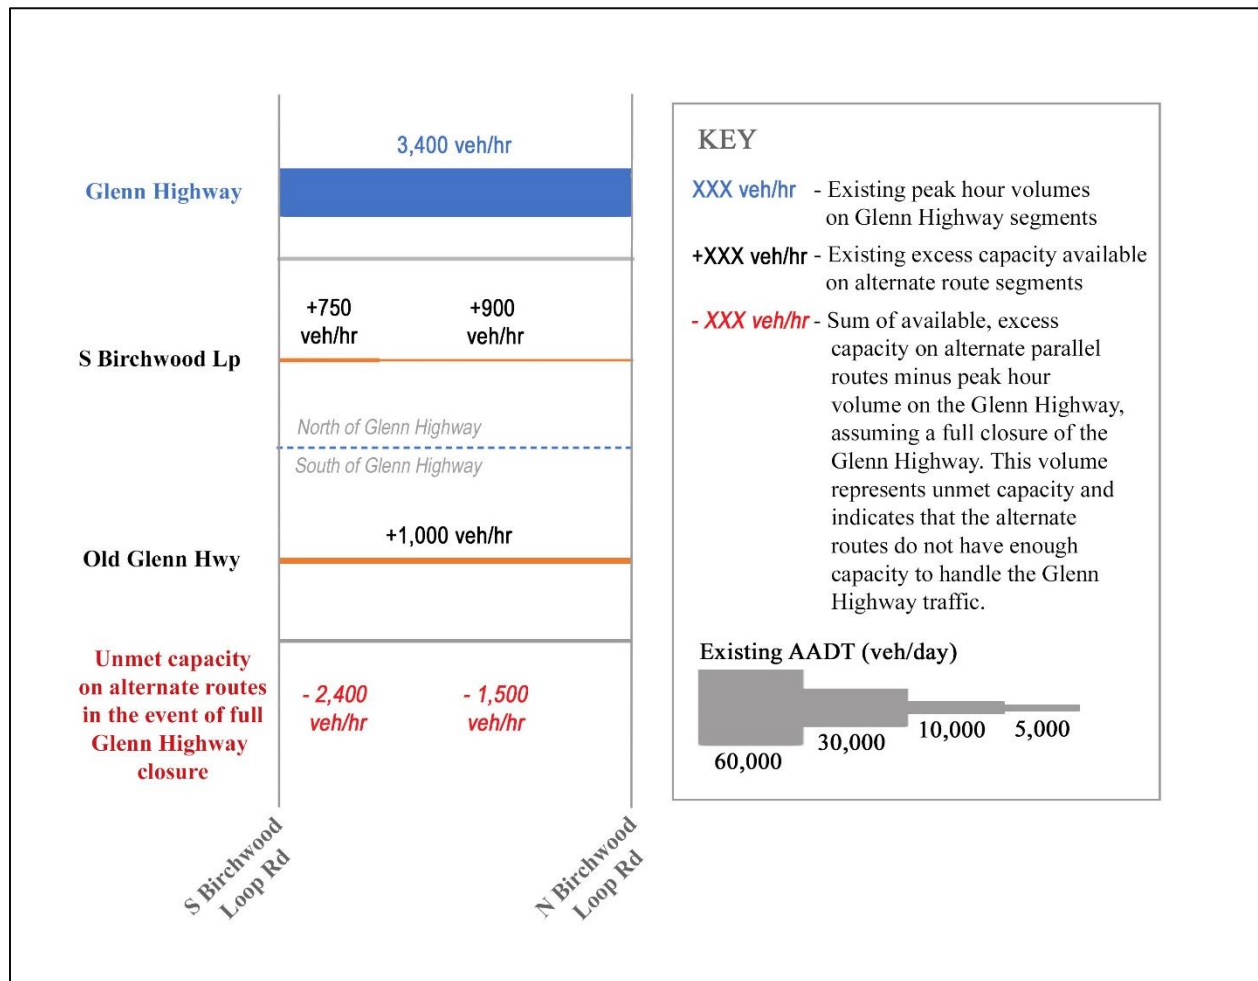 3,400 veh/hr
Glenn Highway
+750
veh/hr
+900
veh/hr
S Birchwood Lp
North of Glenn Highway
South of Glenn Highway
+1,000 veh/hr
Old Glenn Hwy
Unmet capacity
on alternate routes
in the event of full
Glenn Highway
closure
- 2,400
veh/hr
- 1,500
veh/hr
S Birchwood
Loop Rd
N Birchwood
Loop Rd
KEY
XXX veh/hr - Existing peak hour volumes
on Glenn Highway segments
+XXX veh/hr - Existing excess capacity available
on alternate route segments
- XXX veh/hr - Sum of available, excess
capacity on alternate parallel
routes minus peak hour
volume on the Glenn Highway,
assuming a full closure of the
Glenn Highway. This volume
represents unmet capacity and
indicates that the alternate
routes do not have enough
capacity to handle the Glenn
Highway traffic.
Existing AADT (veh/day)
60,000
30,000
10,000
5,000